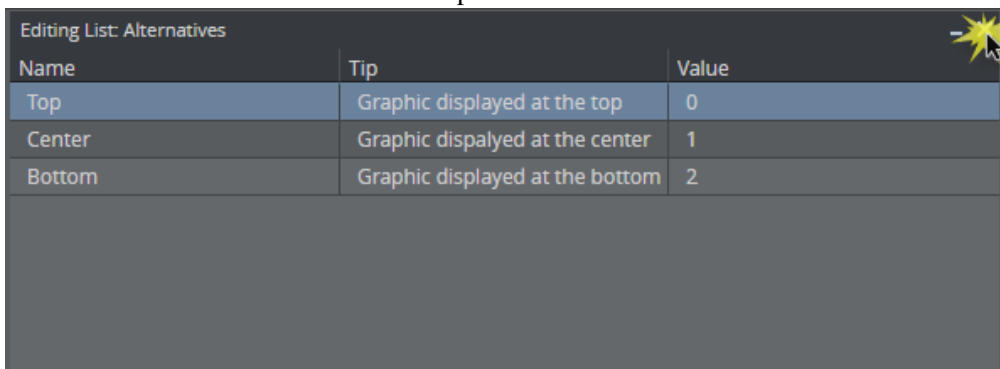 Editing List: Alternatives
Name Tip Value
Top Graphic displayed at the top 0
Center Graphic dispalyed at the center 1
Bottom Graphic displayed at the bottom 2